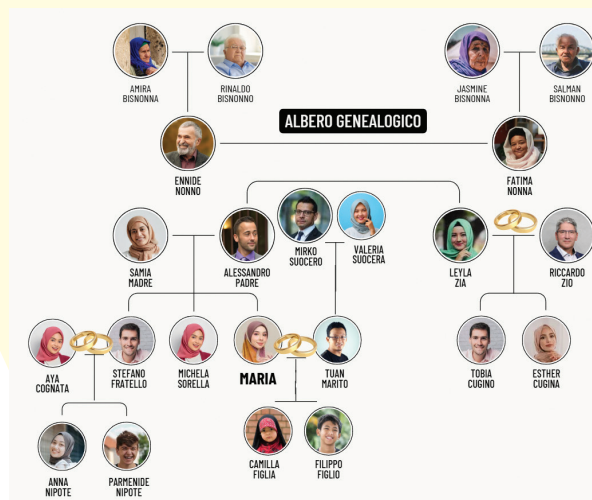 AMIRA
BISNONNA
RINALDO
BISNONNO
JASMINE
BISNONNA
SALMAN
BISNONNO
ALBERO GENEALOGICO
ENNIDE
NONNO
FATIMA
NONNA
SAMIA
MADRE
ALESSANDRO
PADRE
MIRKO
SUOCERO
VALERIA
SUOCERA
LEYLA
ZIA
RICCARDO
ZIO
AYA
COGNATA
STEFANO
FRATELLO
MICHELA
SORELLA
MARIA
TUAN
MARITO
TOBIA
CUGINO
ESTHER
CUGINA
ANNA
NIPOTE
PARMENIDE
NIPOTE
CAMILLA
FIGLIA
FILIPPO
FIGLIO